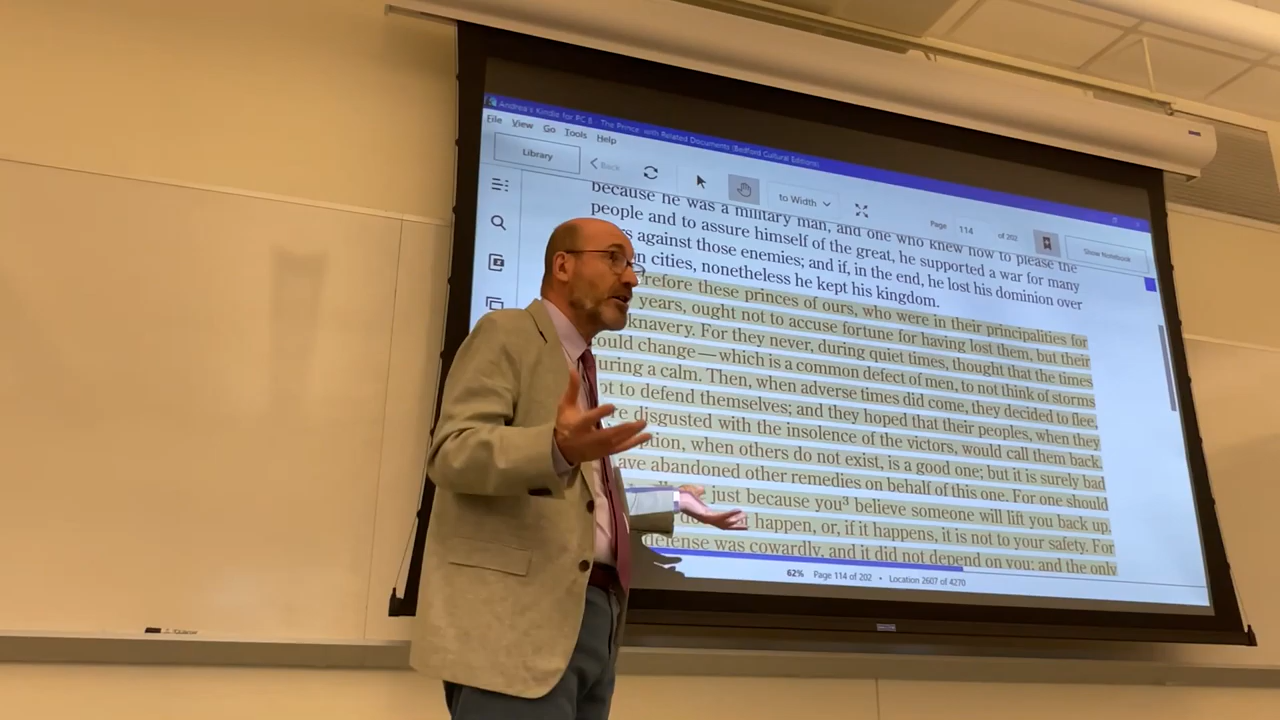 Andrea's Kindle for PC 8 - The Prince with Related Documents (Bedford Cultural Editions)
File View Go Tools Help
Library Back to Width Page 114 of 202 Show Notebook
because he was a military man, and one who knew how to please the
people and to assure himself of the great, he supported a war for many
against those enemies; and if, in the end, he lost his dominion over
cities, nonetheless he kept his kingdom.
these princes of ours, who were in their principalities for
years, ought not to accuse fortune for having lost them, but their
knavery. For they never, during quiet times, thought that the times
would change—which is a common defect of men, to not think of storms
during a calm. Then, when adverse times did come, they decided to flee,
not to defend themselves; and they hoped that their peoples, when they
disgusted with the insolence of the victors, would call them back.
when others do not exist, is a good one; but it is surely bad
have abandoned other remedies on behalf of this one. For one should
just because you³ believe someone will lift you back up,
happen, or, if it happens, it is not to your safety. For
defense was cowardly, and it did not depend on you; and the only
62% Page 114 of 202 • Location 2607 of 4270